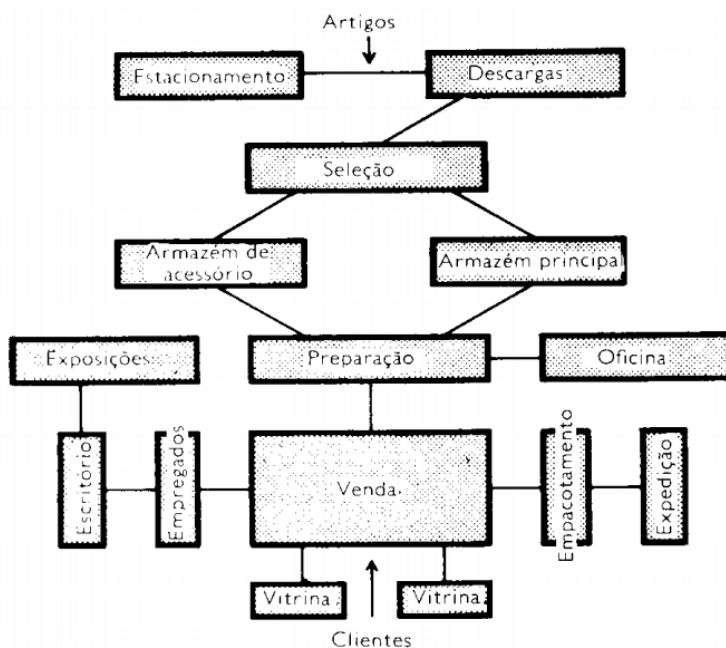 Artigos
Estacionamento
Descargas
Seleção
Armazém de
acessório
Armazém principal
Exposições
Preparação
Oficina
Escritório
Empregados
Venda
Empacotamento
Expedição
Vitrina
Vitrina
Clientes